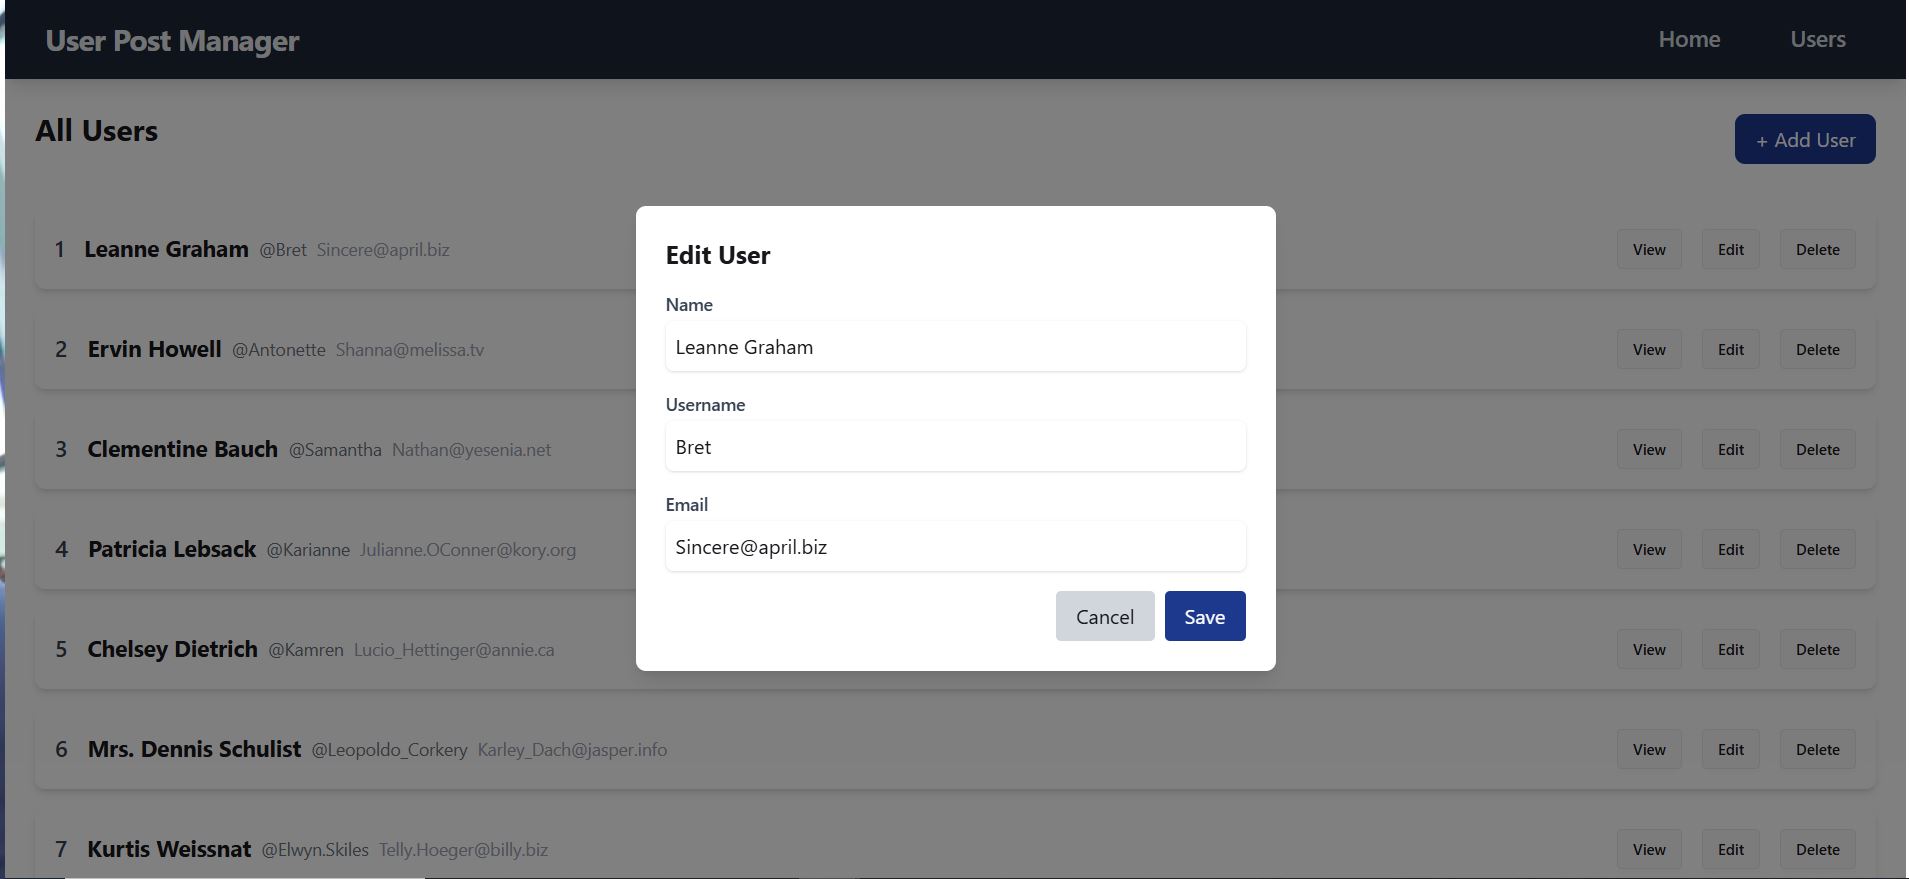 User Post Manager Home Users
All Users
+ Add User
1 Leanne Graham @Bret Sincere@april.biz View Edit Delete
2 Ervin Howell @Antonette Shanna@melissa.tv View Edit Delete
3 Clementine Bauch @Samantha Nathan@yesenia.net View Edit Delete
4 Patricia Lebsack @Karianne Julianne.OConner@kory.org View Edit Delete
5 Chelsey Dietrich @Kamren Lucio_Hettinger@annie.ca View Edit Delete
6 Mrs. Dennis Schulist @Leopoldo_Corkery Karley_Dach@jasper.info View Edit Delete
7 Kurtis Weissnat @Elwyn.Skiles Telly.Hoeger@billy.biz View Edit Delete
Edit User
Name
Leanne Graham
Username
Bret
Email
Sincere@april.biz
Cancel Save